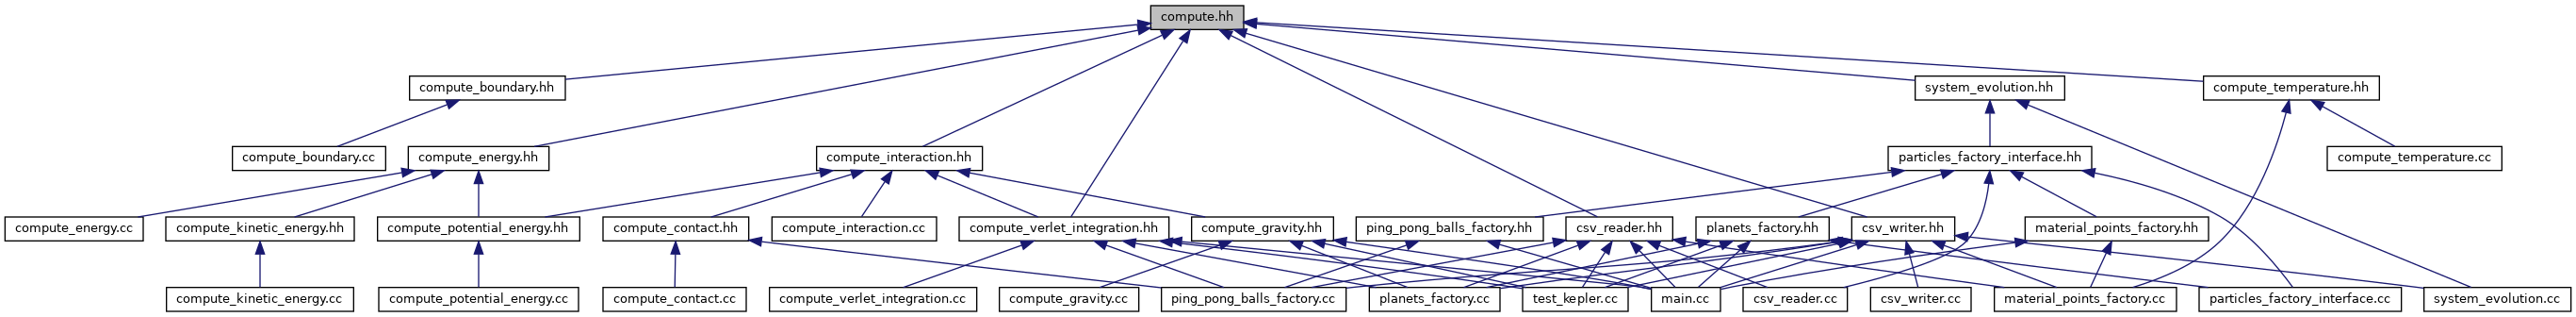 compute.hh
compute_boundary.hh
system_evolution.hh
compute_temperature.hh
compute_boundary.cc
compute_energy.hh
compute_interaction.hh
particles_factory_interface.hh
compute_temperature.cc
compute_energy.cc
compute_kinetic_energy.hh
compute_potential_energy.hh
compute_contact.hh
compute_interaction.cc
compute_verlet_integration.hh
compute_gravity.hh
ping_pong_balls_factory.hh
csv_reader.hh
planets_factory.hh
csv_writer.hh
material_points_factory.hh
compute_kinetic_energy.cc
compute_potential_energy.cc
compute_contact.cc
compute_verlet_integration.cc
compute_gravity.cc
ping_pong_balls_factory.cc
planets_factory.cc
test_kepler.cc
main.cc
csv_reader.cc
csv_writer.cc
material_points_factory.cc
particles_factory_interface.cc
system_evolution.cc